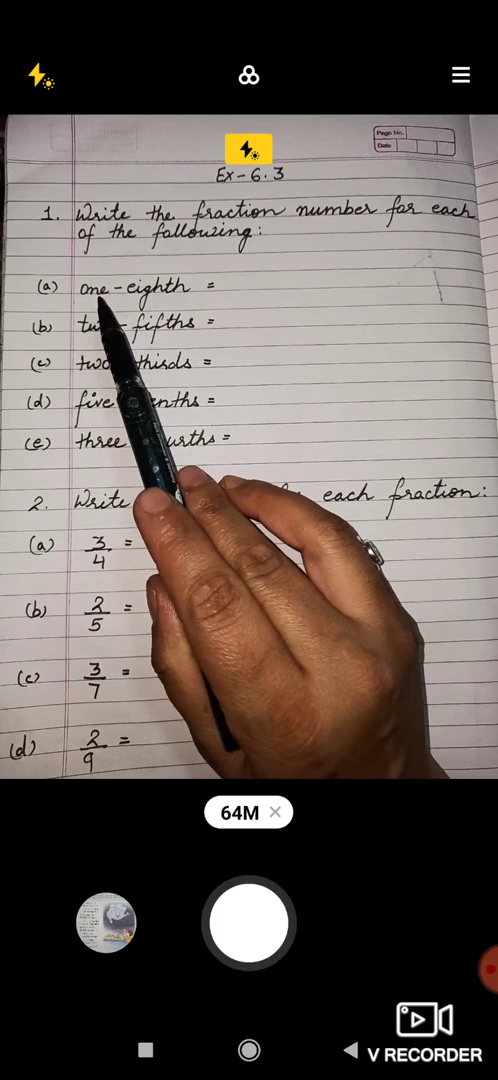 Page No.
Date
Ex-6.3
1. Write the fraction number for each
of the following:
(a) one-eighth =
(b) fifths =
(c) two thirds =
(d) five =
(e) three =
2. Write each fraction:
(a) 3/4 =
(b) 2/5 =
(c) 3/7 =
(d) 2/9 =
64M ×
V RECORDER